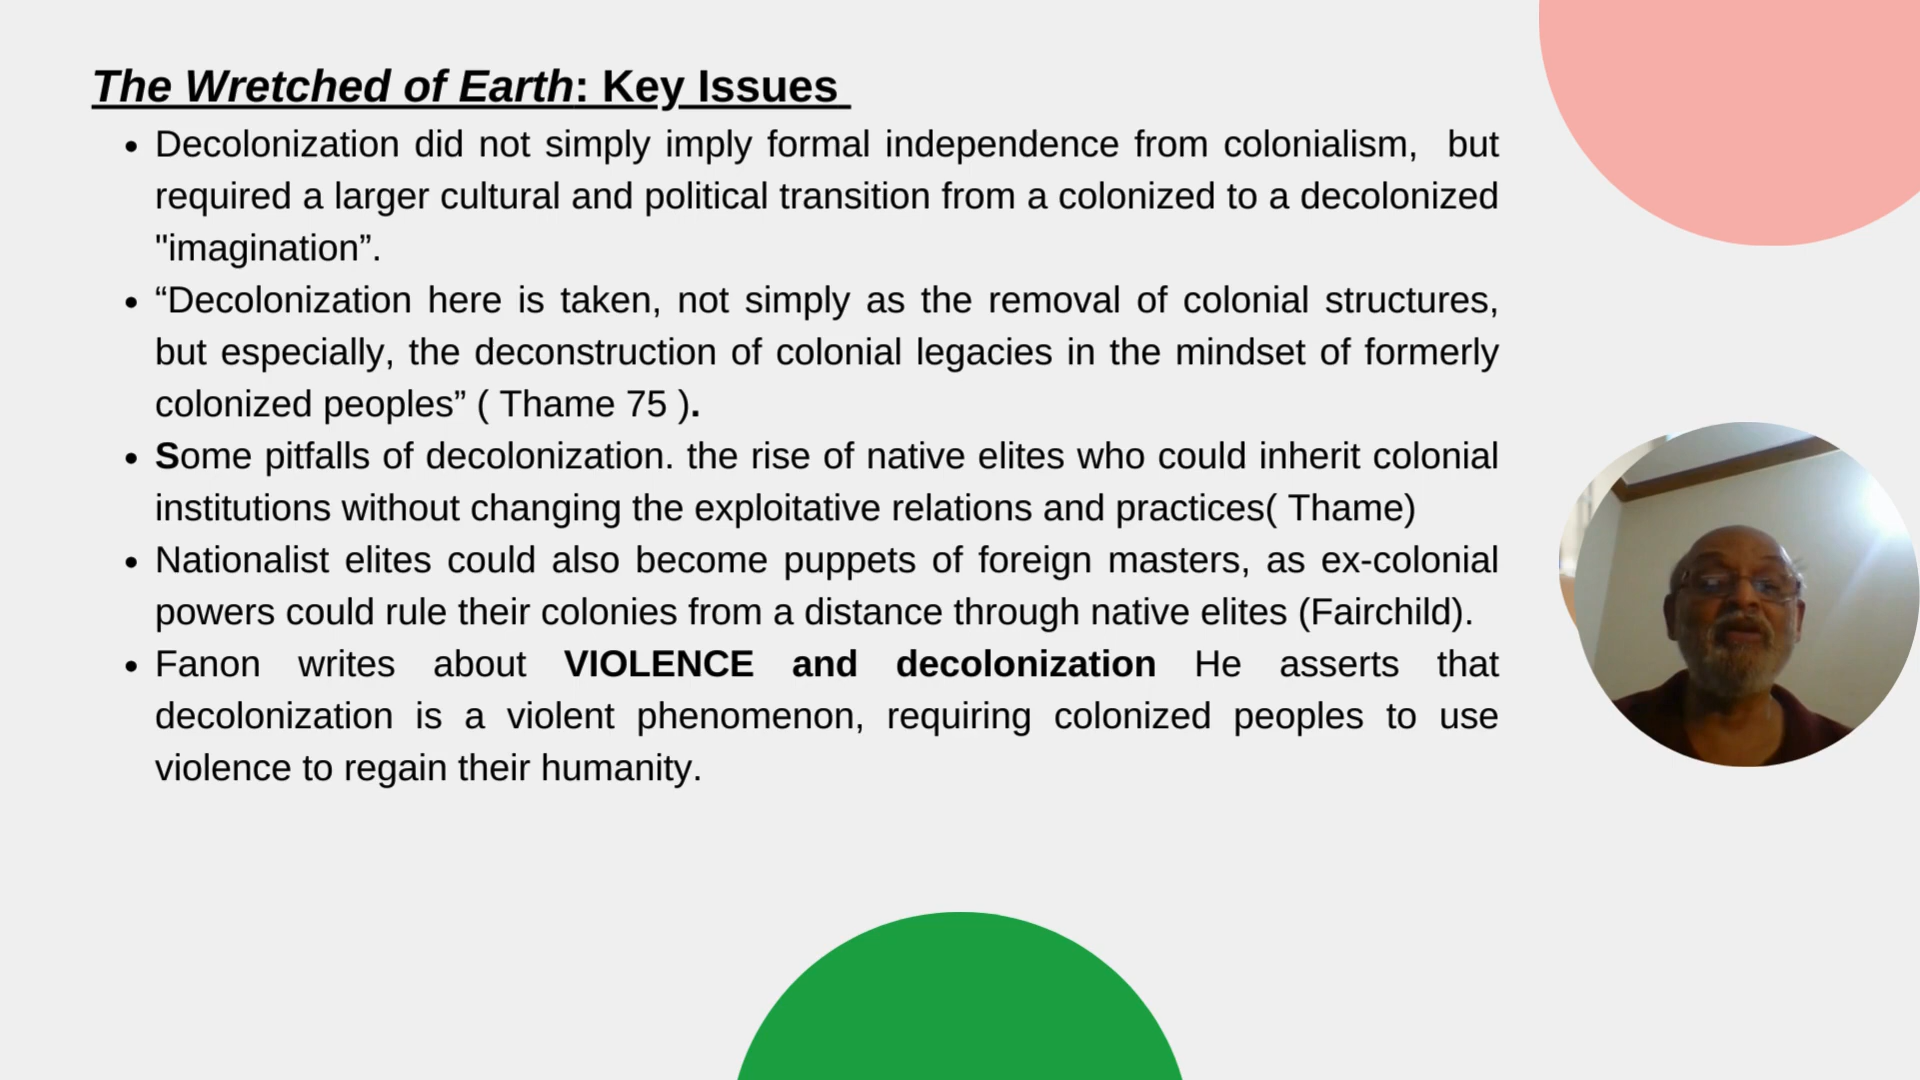 The Wretched of Earth: Key Issues
• Decolonization did not simply imply formal independence from colonialism,  but
required a larger cultural and political transition from a colonized to a decolonized
"imagination”.
• “Decolonization here is taken, not simply as the removal of colonial structures,
but especially, the deconstruction of colonial legacies in the mindset of formerly
colonized peoples” ( Thame 75 ).
• Some pitfalls of decolonization. the rise of native elites who could inherit colonial
institutions without changing the exploitative relations and practices( Thame)
• Nationalist elites could also become puppets of foreign masters, as ex-colonial
powers could rule their colonies from a distance through native elites (Fairchild).
• Fanon writes about VIOLENCE and decolonization He asserts that
decolonization is a violent phenomenon, requiring colonized peoples to use
violence to regain their humanity.